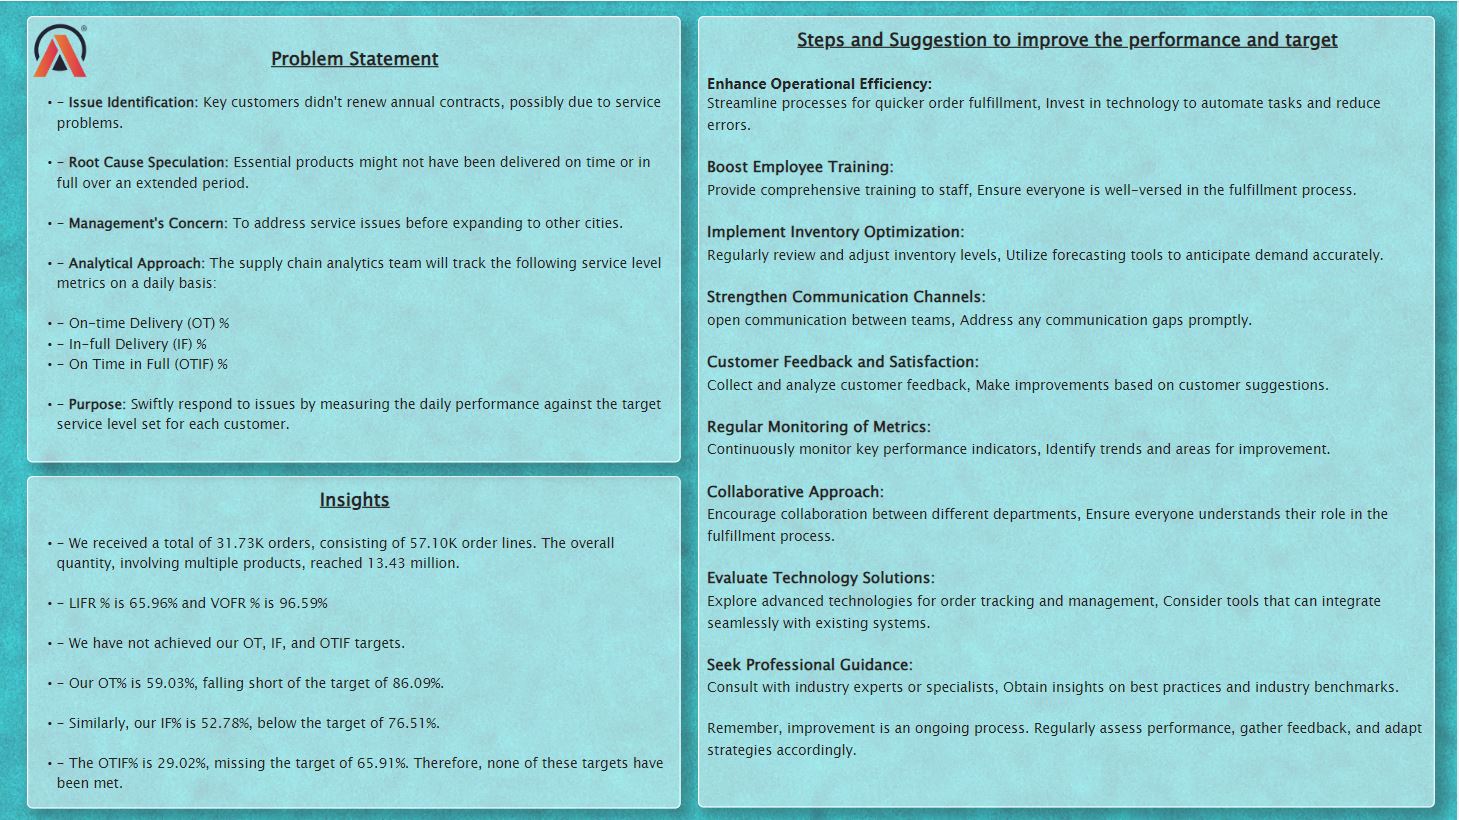 Problem Statement
• - Issue Identification: Key customers didn't renew annual contracts, possibly due to service
problems.
• - Root Cause Speculation: Essential products might not have been delivered on time or in
full over an extended period.
• - Management's Concern: To address service issues before expanding to other cities.
• - Analytical Approach: The supply chain analytics team will track the following service level
metrics on a daily basis:
• - On-time Delivery (OT) %
• - In-full Delivery (IF) %
• - On Time in Full (OTIF) %
• - Purpose: Swiftly respond to issues by measuring the daily performance against the target
service level set for each customer.
Insights
• - We received a total of 31.73K orders, consisting of 57.10K order lines. The overall
quantity, involving multiple products, reached 13.43 million.
• - LIFR % is 65.96% and VOFR % is 96.59%
• - We have not achieved our OT, IF, and OTIF targets.
• - Our OT% is 59.03%, falling short of the target of 86.09%.
• - Similarly, our IF% is 52.78%, below the target of 76.51%.
• - The OTIF% is 29.02%, missing the target of 65.91%. Therefore, none of these targets have
been met.
Steps and Suggestion to improve the performance and target
Enhance Operational Efficiency:
Streamline processes for quicker order fulfillment, Invest in technology to automate tasks and reduce
errors.
Boost Employee Training:
Provide comprehensive training to staff, Ensure everyone is well-versed in the fulfillment process.
Implement Inventory Optimization:
Regularly review and adjust inventory levels, Utilize forecasting tools to anticipate demand accurately.
Strengthen Communication Channels:
open communication between teams, Address any communication gaps promptly.
Customer Feedback and Satisfaction:
Collect and analyze customer feedback, Make improvements based on customer suggestions.
Regular Monitoring of Metrics:
Continuously monitor key performance indicators, Identify trends and areas for improvement.
Collaborative Approach:
Encourage collaboration between different departments, Ensure everyone understands their role in the
fulfillment process.
Evaluate Technology Solutions:
Explore advanced technologies for order tracking and management, Consider tools that can integrate
seamlessly with existing systems.
Seek Professional Guidance:
Consult with industry experts or specialists, Obtain insights on best practices and industry benchmarks.
Remember, improvement is an ongoing process. Regularly assess performance, gather feedback, and adapt
strategies accordingly.